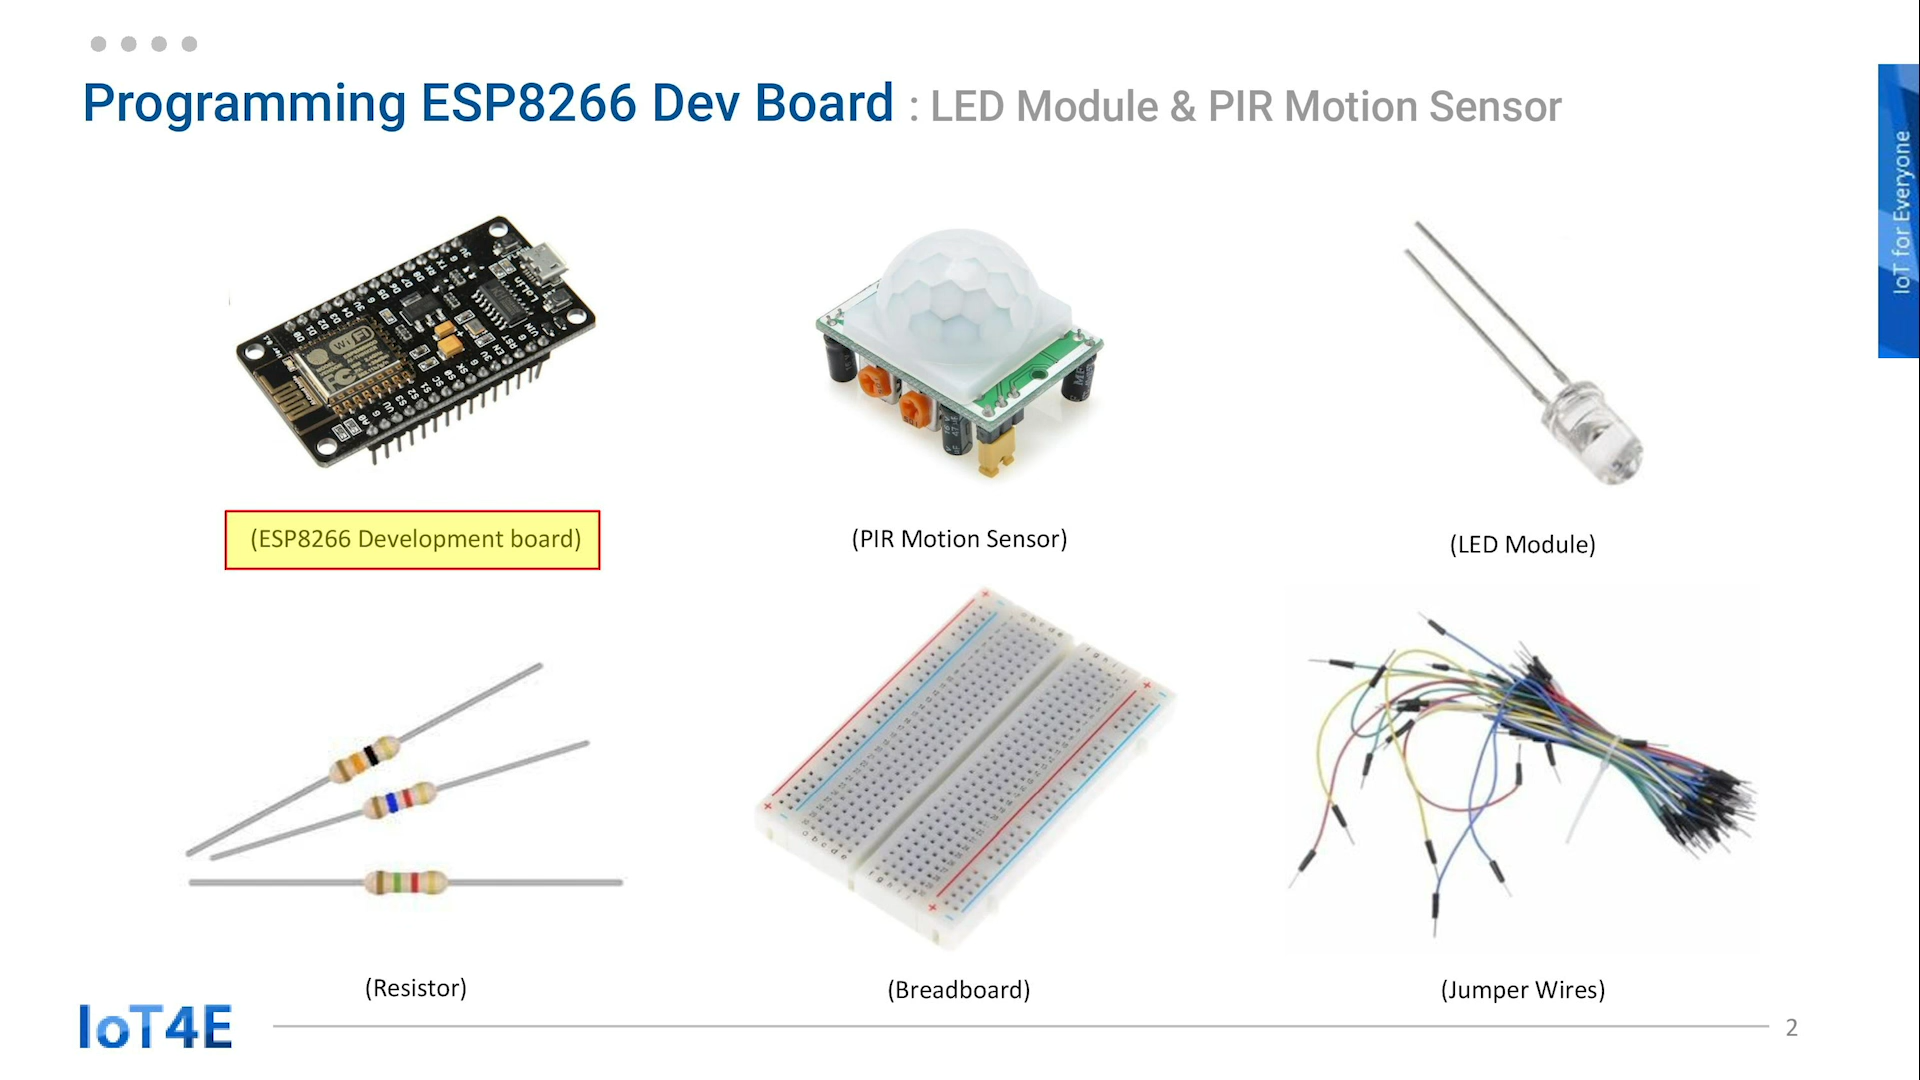 Programming ESP8266 Dev Board : LED Module & PIR Motion Sensor
IoT for Everyone
(ESP8266 Development board)
(PIR Motion Sensor)
(LED Module)
(Resistor)
(Breadboard)
(Jumper Wires)
IoT4E
2